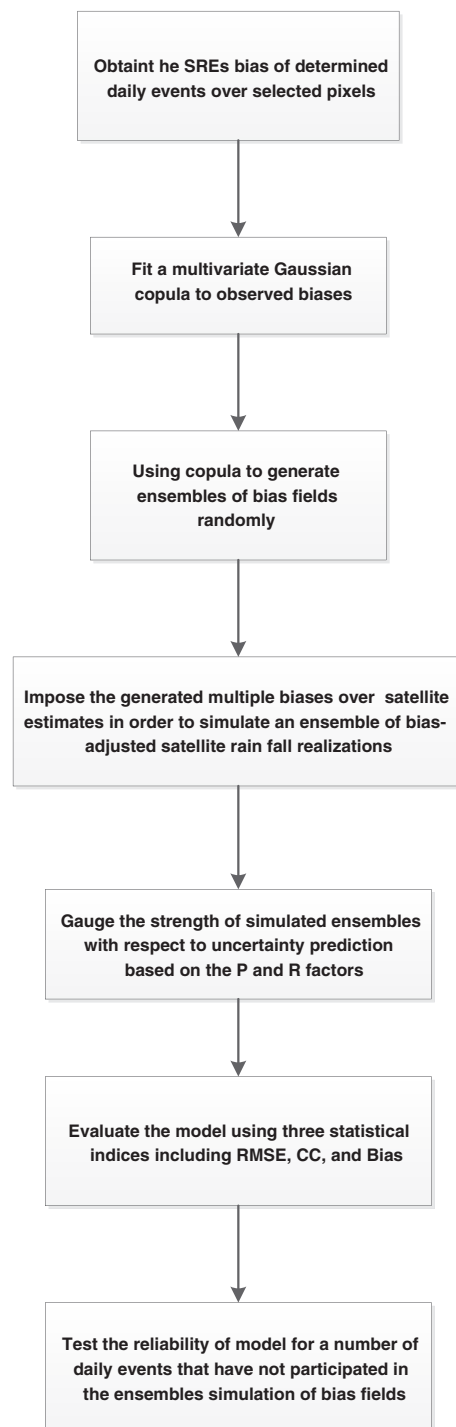 Obtaint he SREs bias of determined
daily events over selected pixels
Fit a multivariate Gaussian
copula to observed biases
Using copula to generate
ensembles of bias fields
randomly
Impose the generated multiple biases over satellite
estimates in order to simulate an ensemble of bias-
adjusted satellite rain fall realizations
Gauge the strength of simulated ensembles
with respect to uncertainty prediction
based on the P and R factors
Evaluate the model using three statistical
indices including RMSE, CC, and Bias
Test the reliability of model for a number of
daily events that have not participated in
the ensembles simulation of bias fields